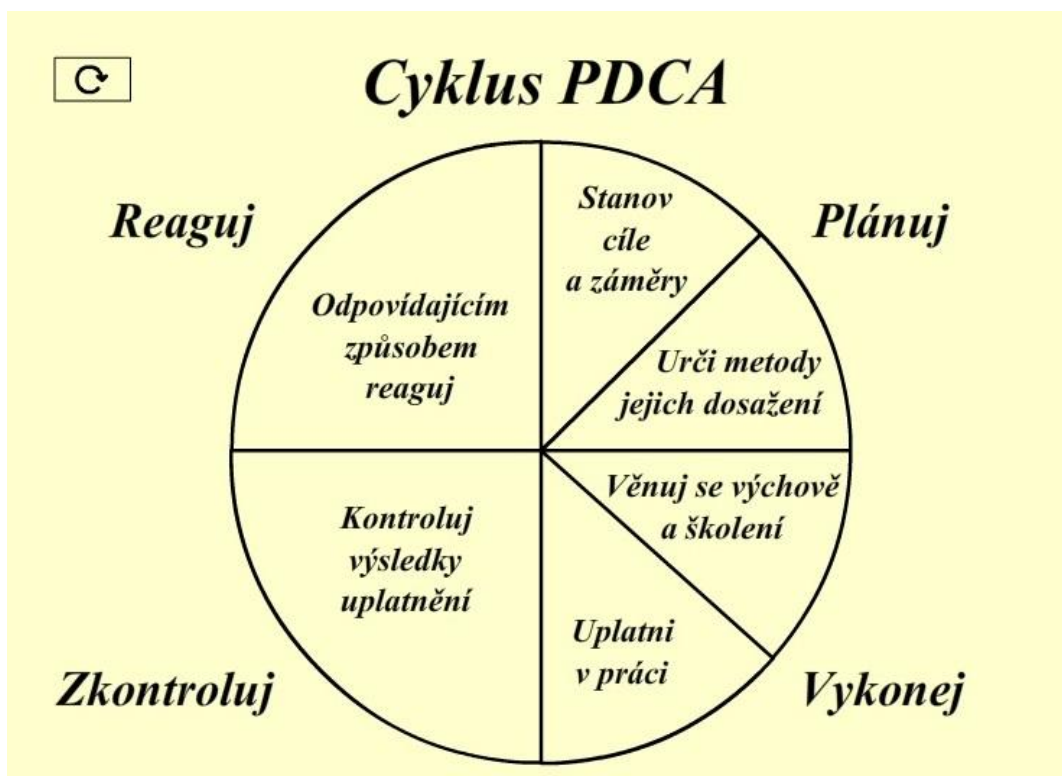 Cyklus PDCA
Reaguj
Plánuj
Stanov
cíle
a záměry
Odpovídajícím
způsobem
reaguj
Urči metody
jejich dosažení
Věnuj se výchově
a školení
Kontroluj
výsledky
uplatnění
Uplatni
v práci
Zkontroluj
Vykonej